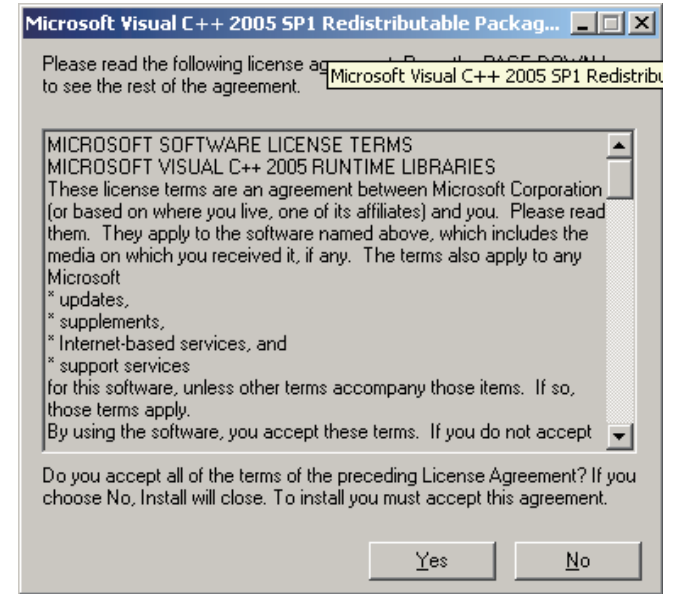 Microsoft Visual C++ 2005 SP1 Redistributable Packag...
Please read the following license
to see the rest of the agreement.
Microsoft Visual C++ 2005 SP1
MICROSOFT SOFTWARE LICENSE TERMS
MICROSOFT VISUAL C++ 2005 RUNTIME LIBRARIES
These license terms are an agreement between Microsoft Corporation
(or based on where you live, one of its affiliates) and you.  Please read
them.  They apply to the software named above, which includes the
media on which you received it, if any.  The terms also apply to any
Microsoft
* updates,
* supplements,
* Internet-based services, and
* support services
for this software, unless other terms accompany those items.  If so,
those terms apply.
By using the software, you accept these terms.  If you do not accept
Do you accept all of the terms of the preceding License Agreement? If you
choose No, Install will close. To install you must accept this agreement.
Yes
No